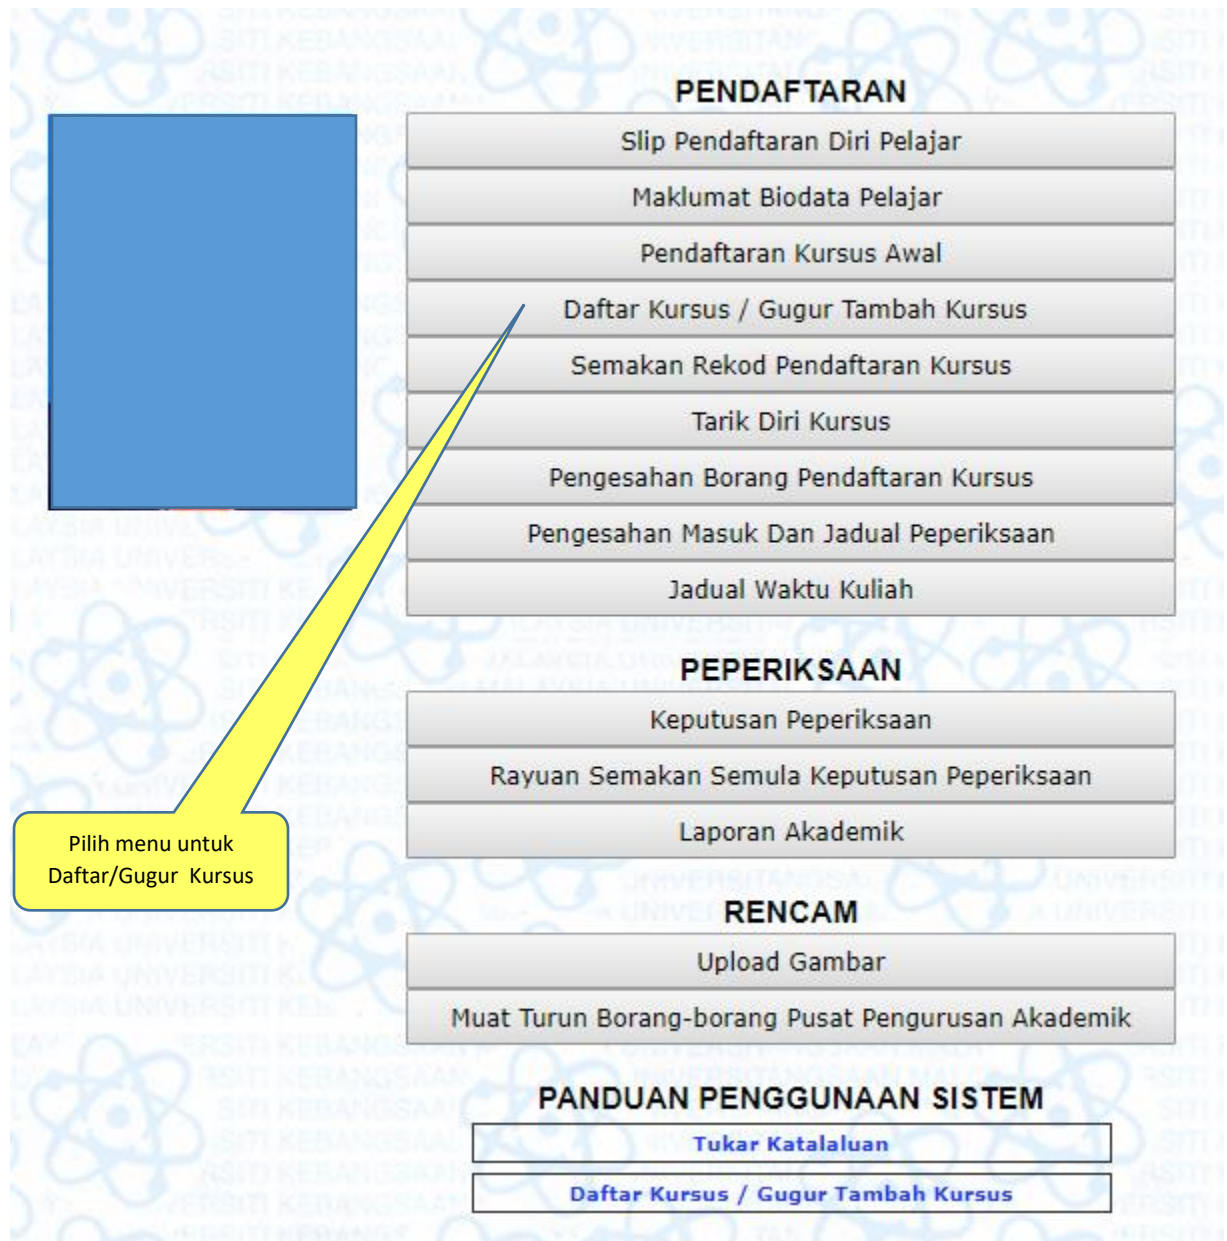 PENDAFTARAN
Slip Pendaftaran Diri Pelajar
Maklumat Biodata Pelajar
Pendaftaran Kursus Awal
Daftar Kursus / Gugur Tambah Kursus
Semakan Rekod Pendaftaran Kursus
Tarik Diri Kursus
Pengesahan Borang Pendaftaran Kursus
Pengesahan Masuk Dan Jadual Peperiksaan
Jadual Waktu Kuliah
PEPERIKSAAN
Keputusan Peperiksaan
Rayuan Semakan Semula Keputusan Peperiksaan
Laporan Akademik
Pilih menu untuk
Daftar/Gugur Kursus
RENCAM
Upload Gambar
Muat Turun Borang-borang Pusat Pengurusan Akademik
PANDUAN PENGGUNAAN SISTEM
Tukar Katalaluan
Daftar Kursus / Gugur Tambah Kursus